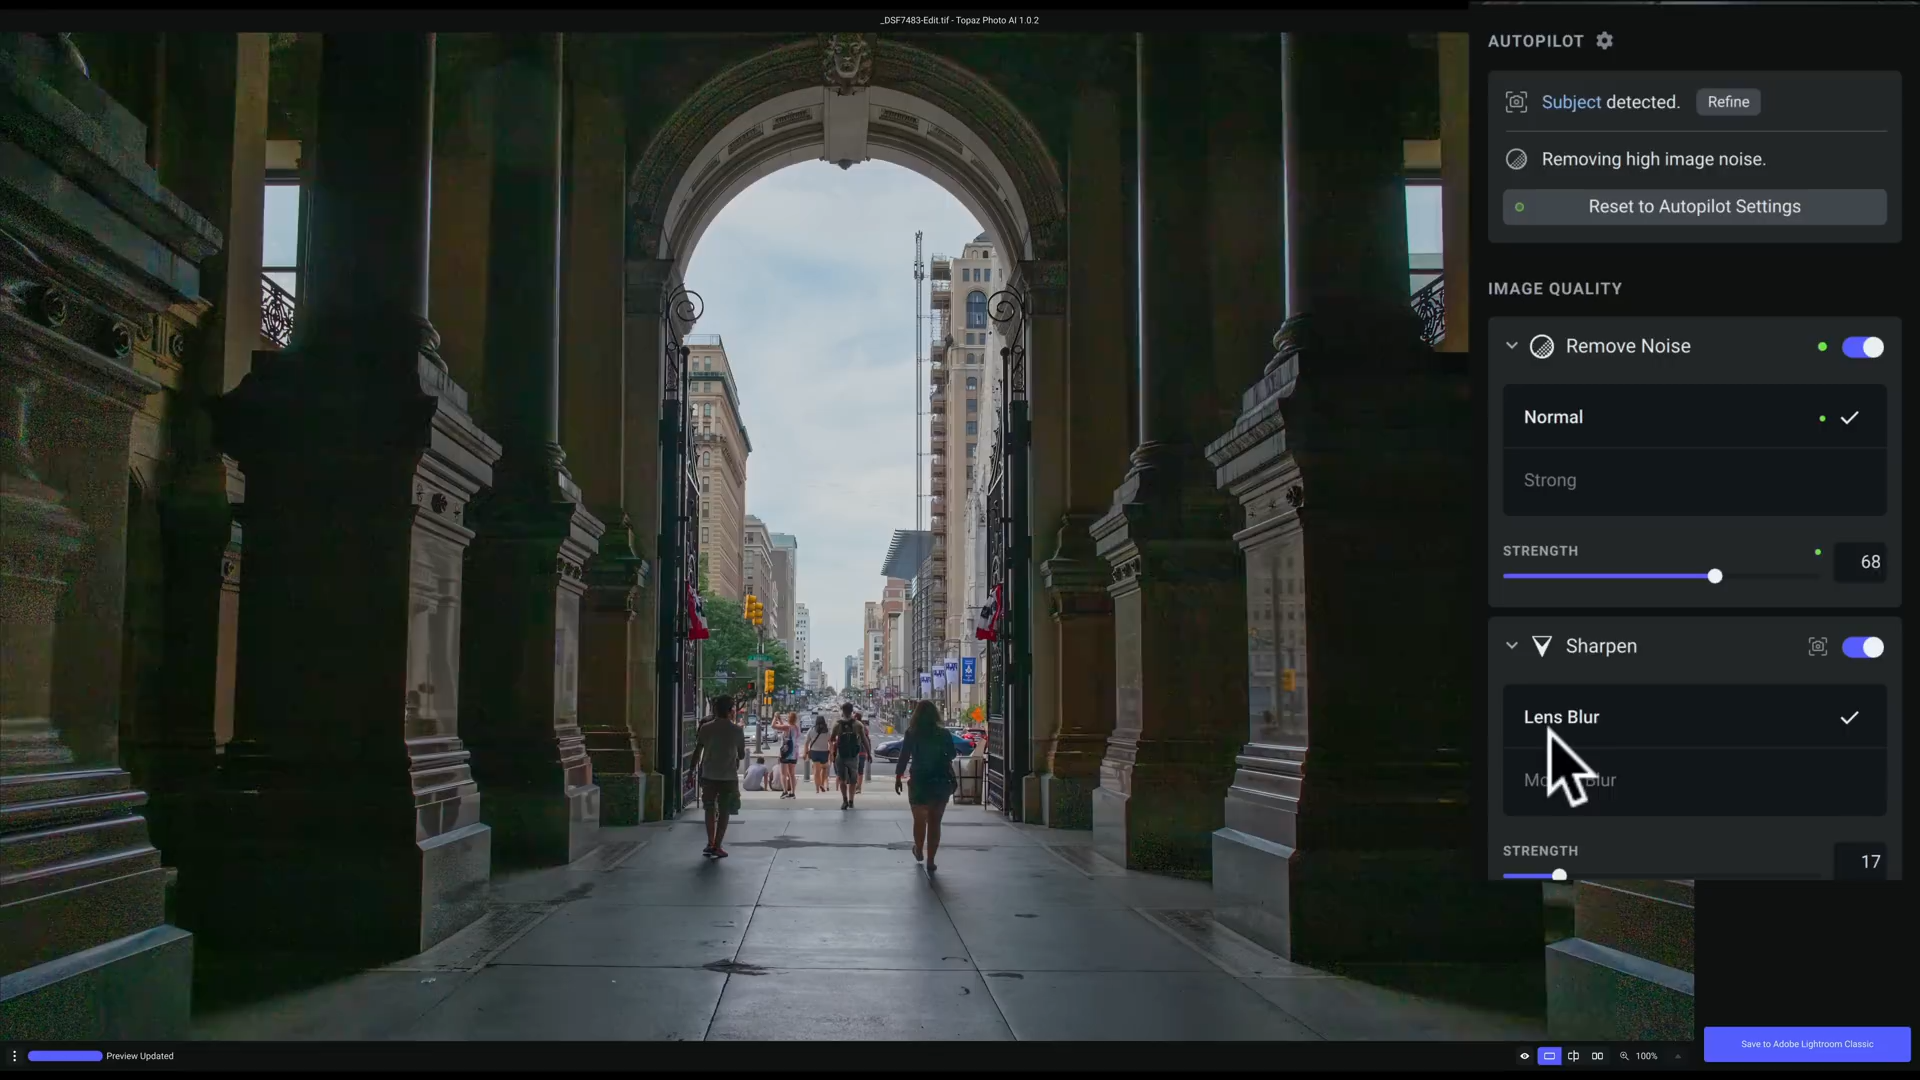 _DSF7483-Edit.tif - Topaz Photo AI 1.0.2
AUTOPILOT
Subject detected. Refine
Removing high image noise.
Reset to Autopilot Settings
IMAGE QUALITY
Remove Noise
Normal
Strong
STRENGTH 68
Sharpen
Lens Blur
Blur
STRENGTH 17
Preview Updated
100%
Save to Adobe Lightroom Classic